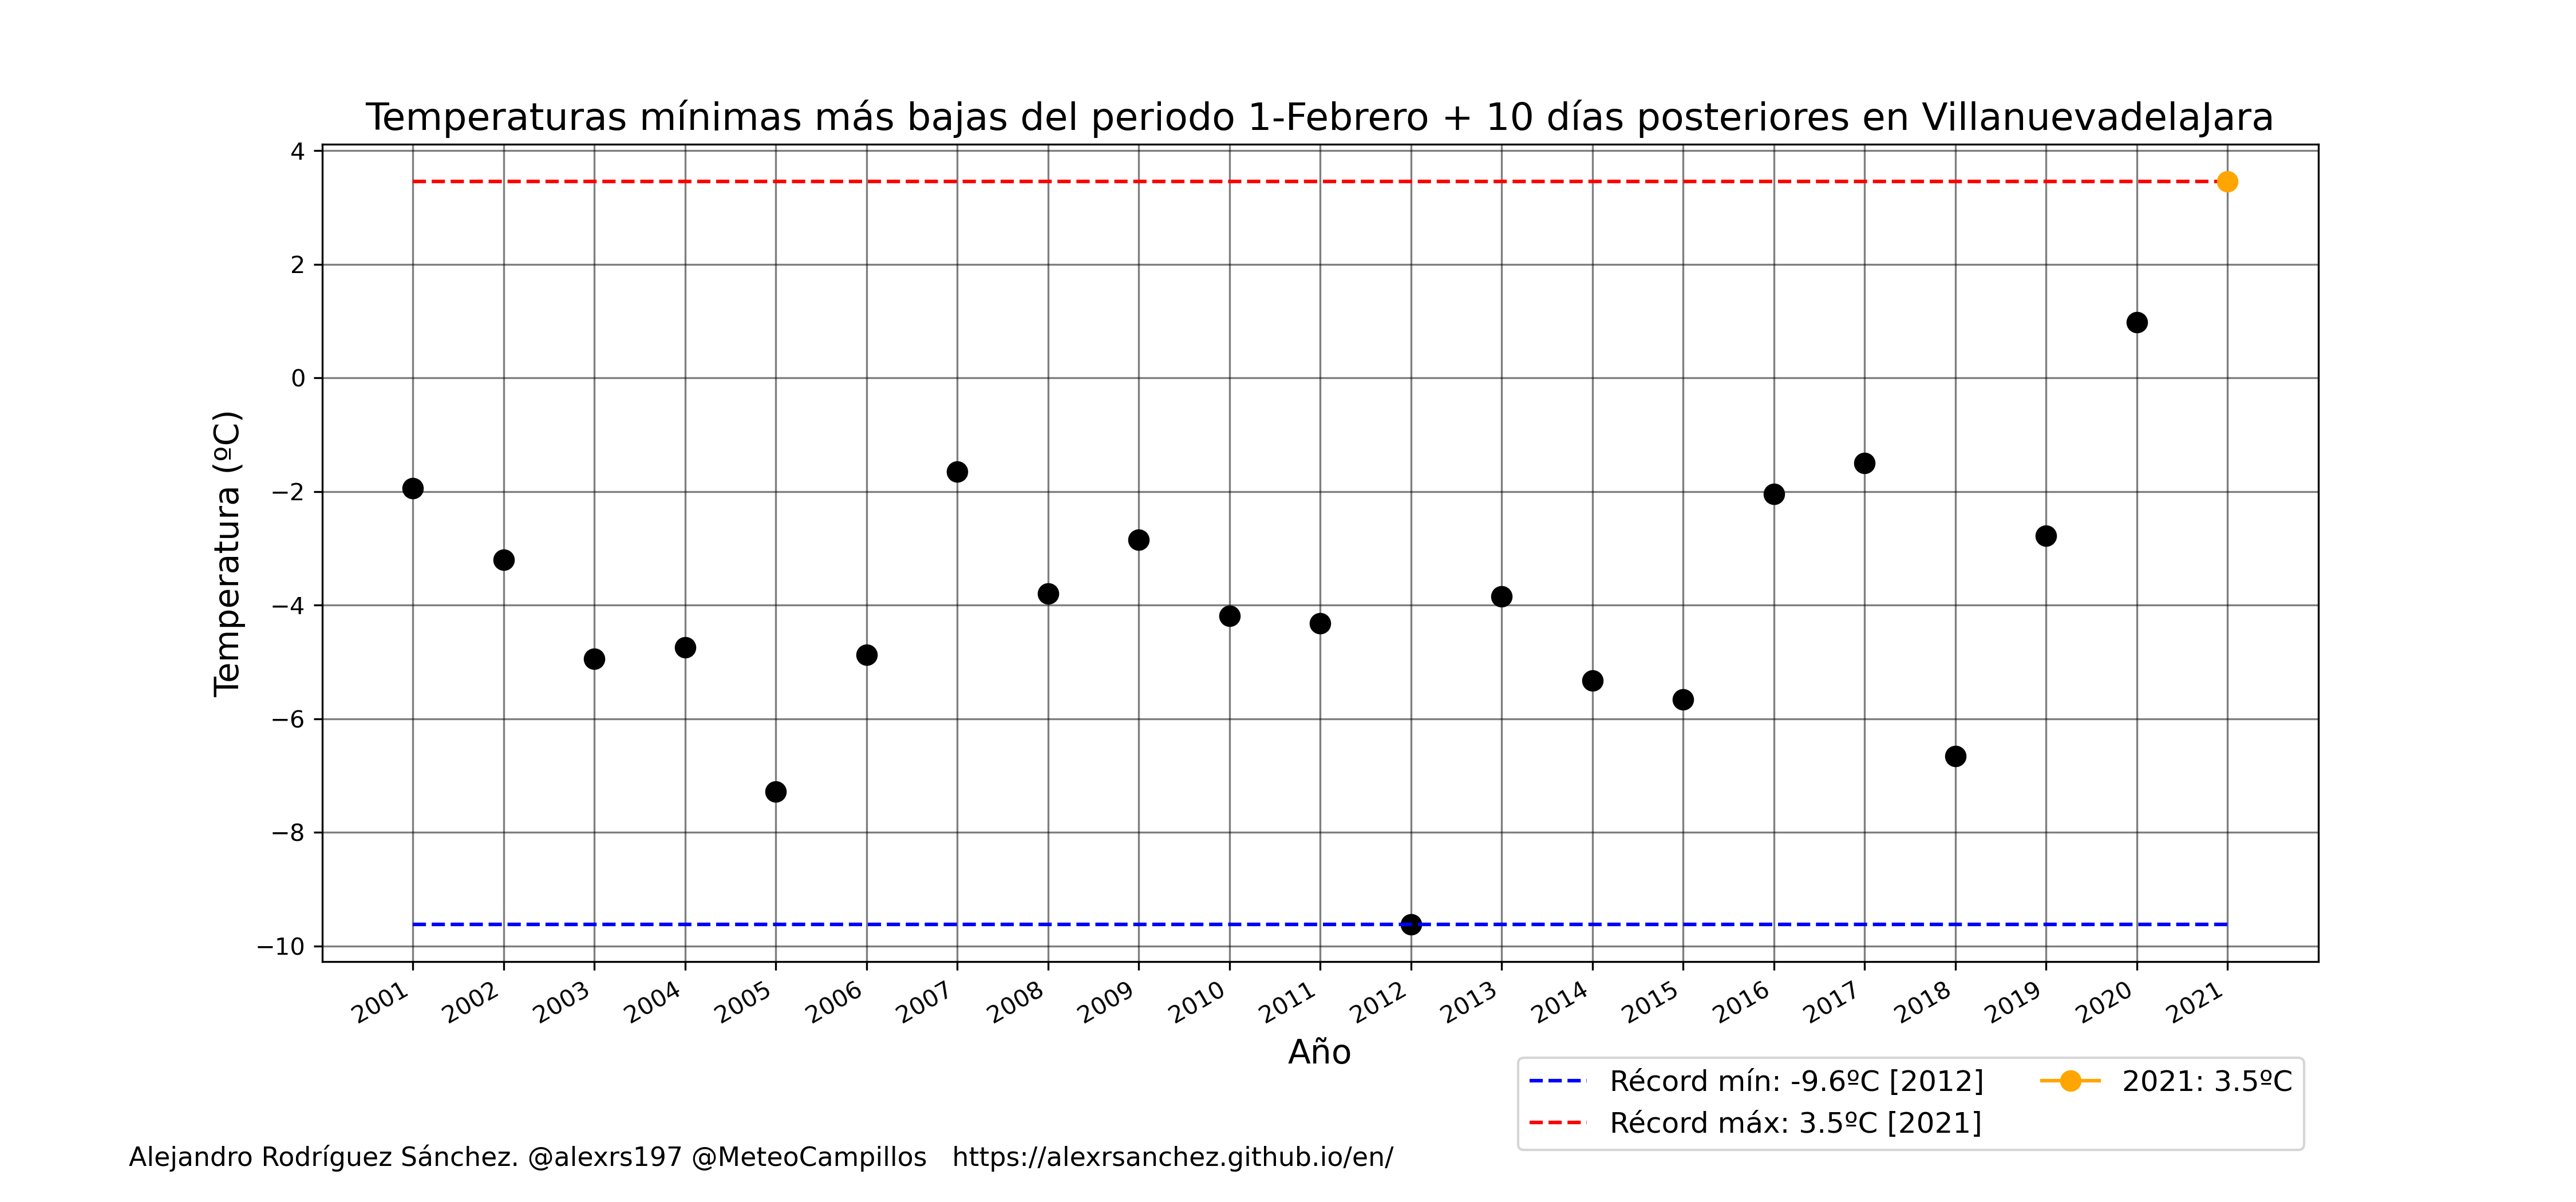 Temperaturas mínimas más bajas del periodo 1-Febrero + 10 días posteriores en VillanuevadelaJara
Temperatura (ºC)
4
2
0
−2
−4
−6
−8
−10
2001 2002 2003 2004 2005 2006 2007 2008 2009 2010 2011 2012 2013 2014 2015 2016 2017 2018 2019 2020 2021
Año
Récord mín: -9.6ºC [2012]
Récord máx: 3.5ºC [2021]
2021: 3.5ºC
Alejandro Rodríguez Sánchez. @alexrs197 @MeteoCampillos https://alexrsanchez.github.io/en/